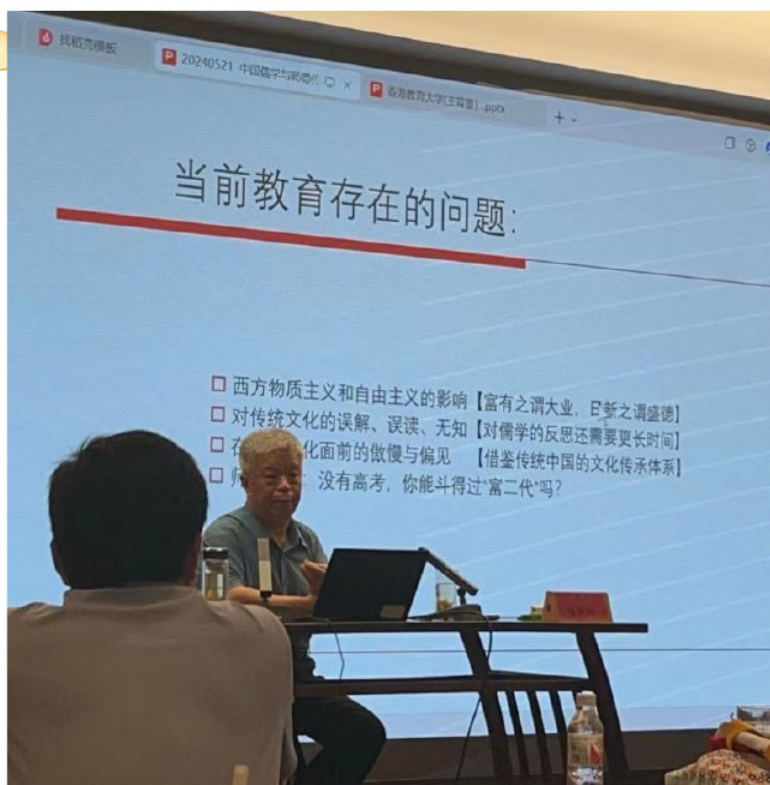 找稻壳模板
20240521 中国儒学与
香港教育大学(主背景) .pptx
当前教育存在的问题：
西方物质主义和自由主义的影响【富有之谓大业，日新之谓盛德】
对传统文化的误解、误读、无知【对儒学的反思还需要更长时间】
化面前的傲慢与偏见 【借鉴传统中国的文化传承体系】
没有高考，你能斗得过“富二代”吗？